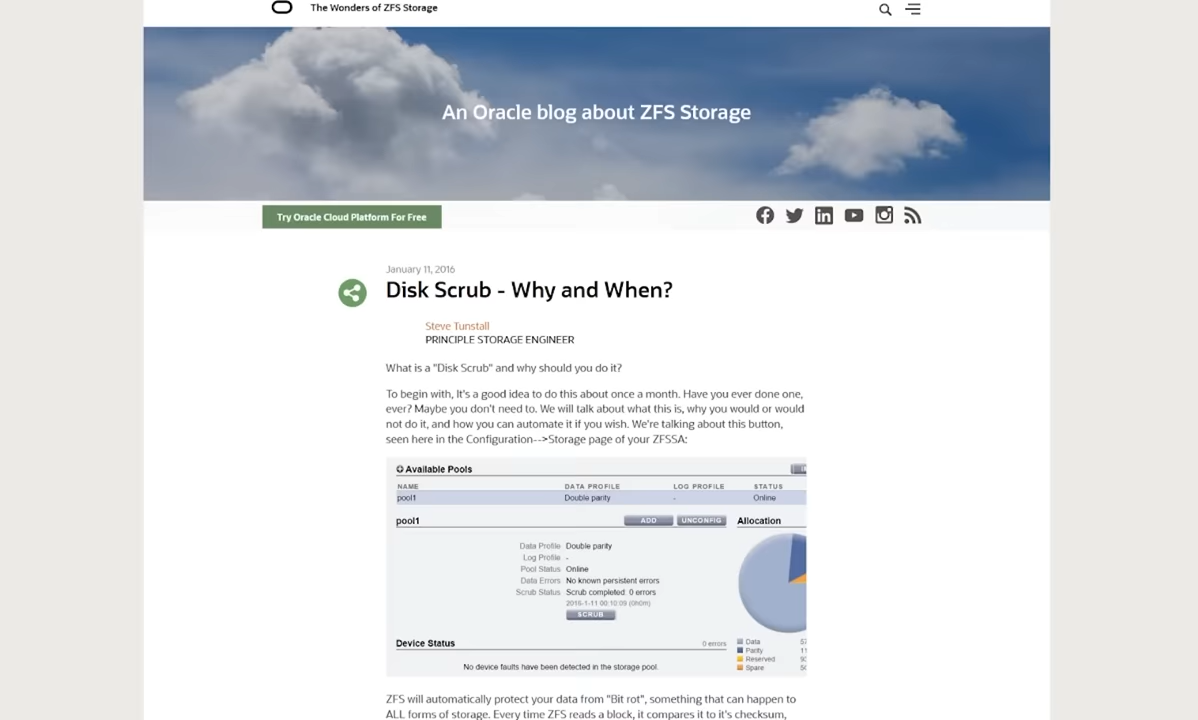 The Wonders of ZFS Storage
An Oracle blog about ZFS Storage
Try Oracle Cloud Platform For Free
January 11, 2016
Disk Scrub - Why and When?
Steve Tunstall
PRINCIPLE STORAGE ENGINEER
What is a "Disk Scrub" and why should you do it?
To begin with, It's a good idea to do this about once a month. Have you ever done one,
ever? Maybe you don't need to. We will talk about what this is, why you would or would
not do it, and how you can automate it if you wish. We're talking about this button,
seen here in the Configuration-->Storage page of your ZFSSA:
Available Pools
NAME DATA PROFILE LOG PROFILE STATUS
pool1 Double parity - Online
pool1 ADD UNCONFIG Allocation
Data Profile Double parity
Log Profile -
Pool Status Online
Data Errors No known persistent errors
Scrub Status Scrub completed: 0 errors
2016-1-11 00:10:09 (0h0m)
SCRUB
Device Status 0 errors
Data
Parity
No device faults have been detected in the storage pool.
Reserved
Spare
ZFS will automatically protect your data from "Bit rot", something that can happen to
ALL forms of storage. Every time ZFS reads a block, it compares it to it's checksum,